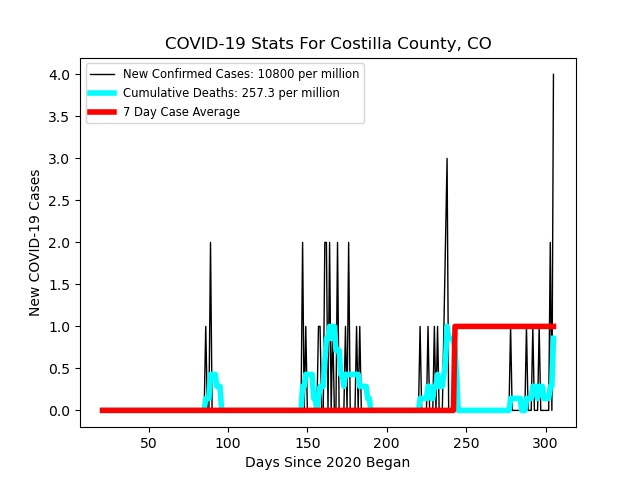 COVID-19 Stats For Costilla County, CO
New Confirmed Cases: 10800 per million
Cumulative Deaths: 257.3 per million
7 Day Case Average
New COVID-19 Cases
4.0
3.5
3.0
2.5
2.0
1.5
1.0
0.5
0.0
50 100 150 200 250 300
Days Since 2020 Began